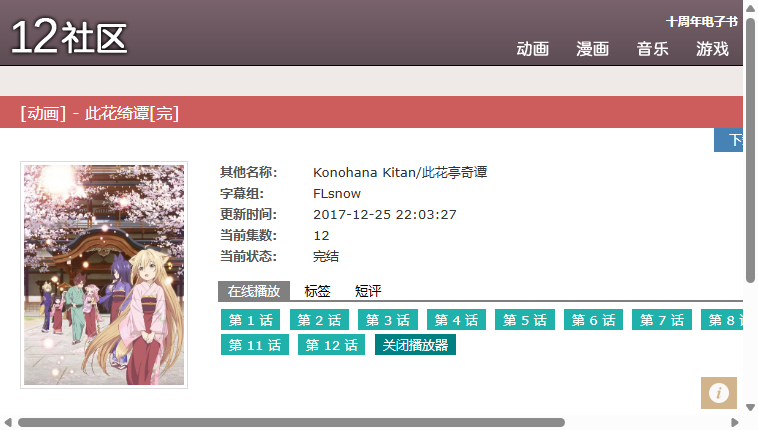 12社区
十周年电子书
动画 漫画 音乐 游戏
[动画] - 此花绮谭[完]
下
其他名称: Konohana Kitan/此花亭奇谭
字幕组: FLsnow
更新时间: 2017-12-25 22:03:27
当前集数: 12
当前状态: 完结
在线播放 标签 短评
第 1 话 第 2 话 第 3 话 第 4 话 第 5 话 第 6 话 第 7 话 第 8
第 11 话 第 12 话 关闭播放器